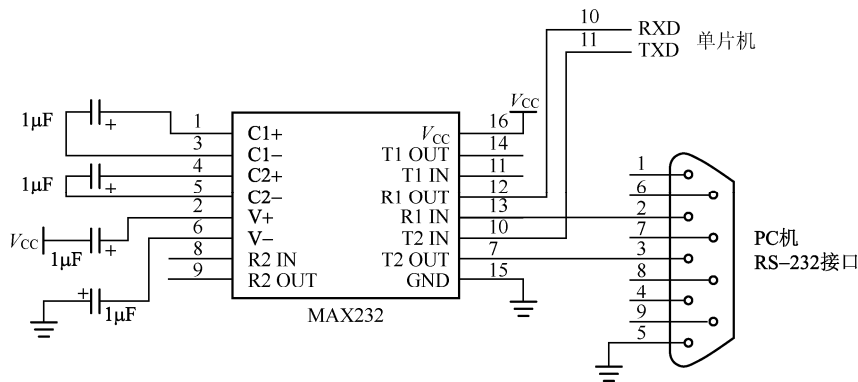 10 RXD 单片机
11 TXD
1μF + 1 C1+ VCC 16 VCC
3 C1− T1 OUT 14
1μF + 4 C2+ T1 IN 11
5 C2− R1 OUT 12
2 V+ R1 IN 13
VCC 1μF + 6 V− T2 IN 10
8 R2 IN T2 OUT 7
9 R2 OUT GND 15
+ 1μF
MAX232
1
6
2
7
3
8
4
9
5
PC机
RS−232接口